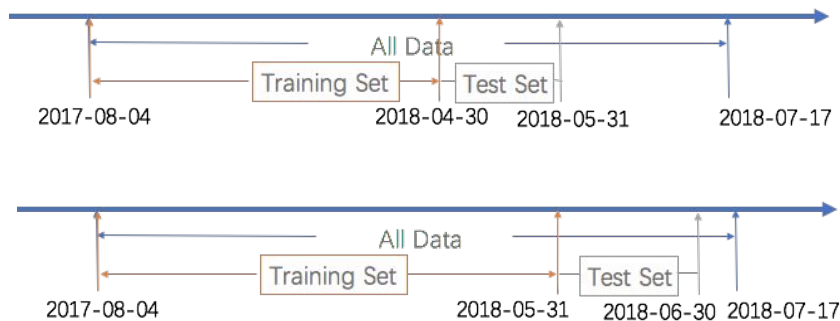 All Data
Training Set Test Set
2017-08-04 2018-04-30 2018-05-31 2018-07-17
All Data
Training Set Test Set
2017-08-04 2018-05-31 2018-06-30 2018-07-17